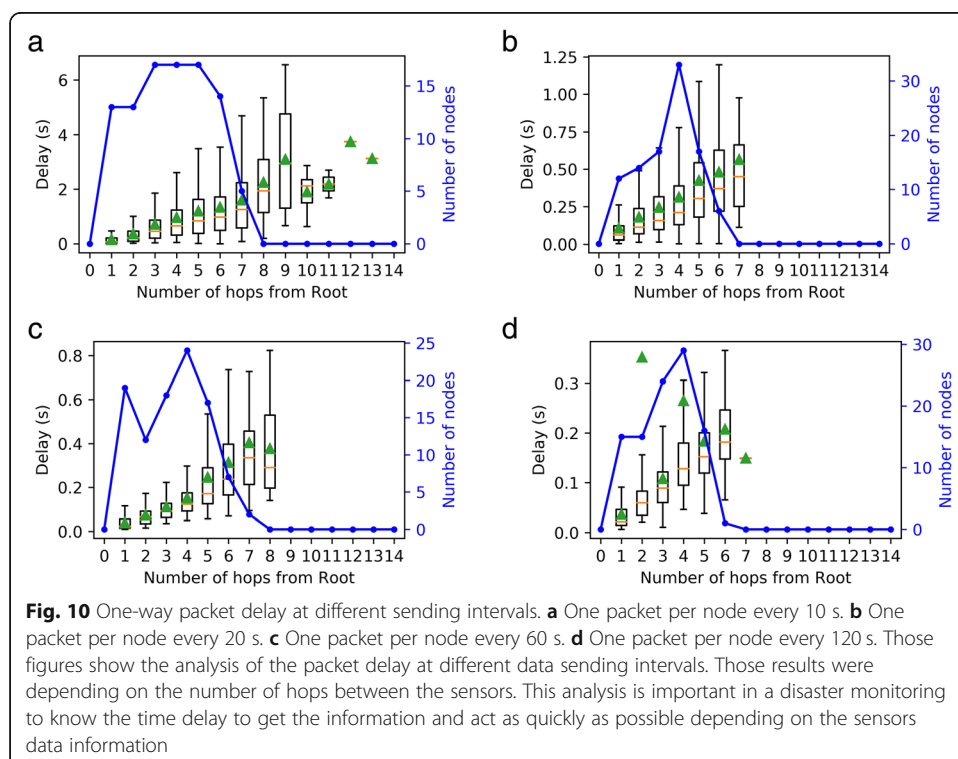 a
6
4
2
0
Delay (s)
15
10
5
0
Number of nodes
0 1 2 3 4 5 6 7 8 9 10 11 12 13 14
Number of hops from Root
b
1.25
1.00
0.75
0.50
0.25
0.00
Delay (s)
30
20
10
0
Number of nodes
0 1 2 3 4 5 6 7 8 9 10 11 12 13 14
Number of hops from Root
c
0.8
0.6
0.4
0.2
0.0
Delay (s)
25
20
15
10
5
0
Number of nodes
0 1 2 3 4 5 6 7 8 9 10 11 12 13 14
Number of hops from Root
d
0.3
0.2
0.1
0.0
Delay (s)
30
20
10
0
Number of nodes
0 1 2 3 4 5 6 7 8 9 10 11 12 13 14
Number of hops from Root
Fig. 10 One-way packet delay at different sending intervals. a One packet per node every 10 s. b One
packet per node every 20 s. c One packet per node every 60 s. d One packet per node every 120 s. Those
figures show the analysis of the packet delay at different data sending intervals. Those results were
depending on the number of hops between the sensors. This analysis is important in a disaster monitoring
to know the time delay to get the information and act as quickly as possible depending on the sensors
data information